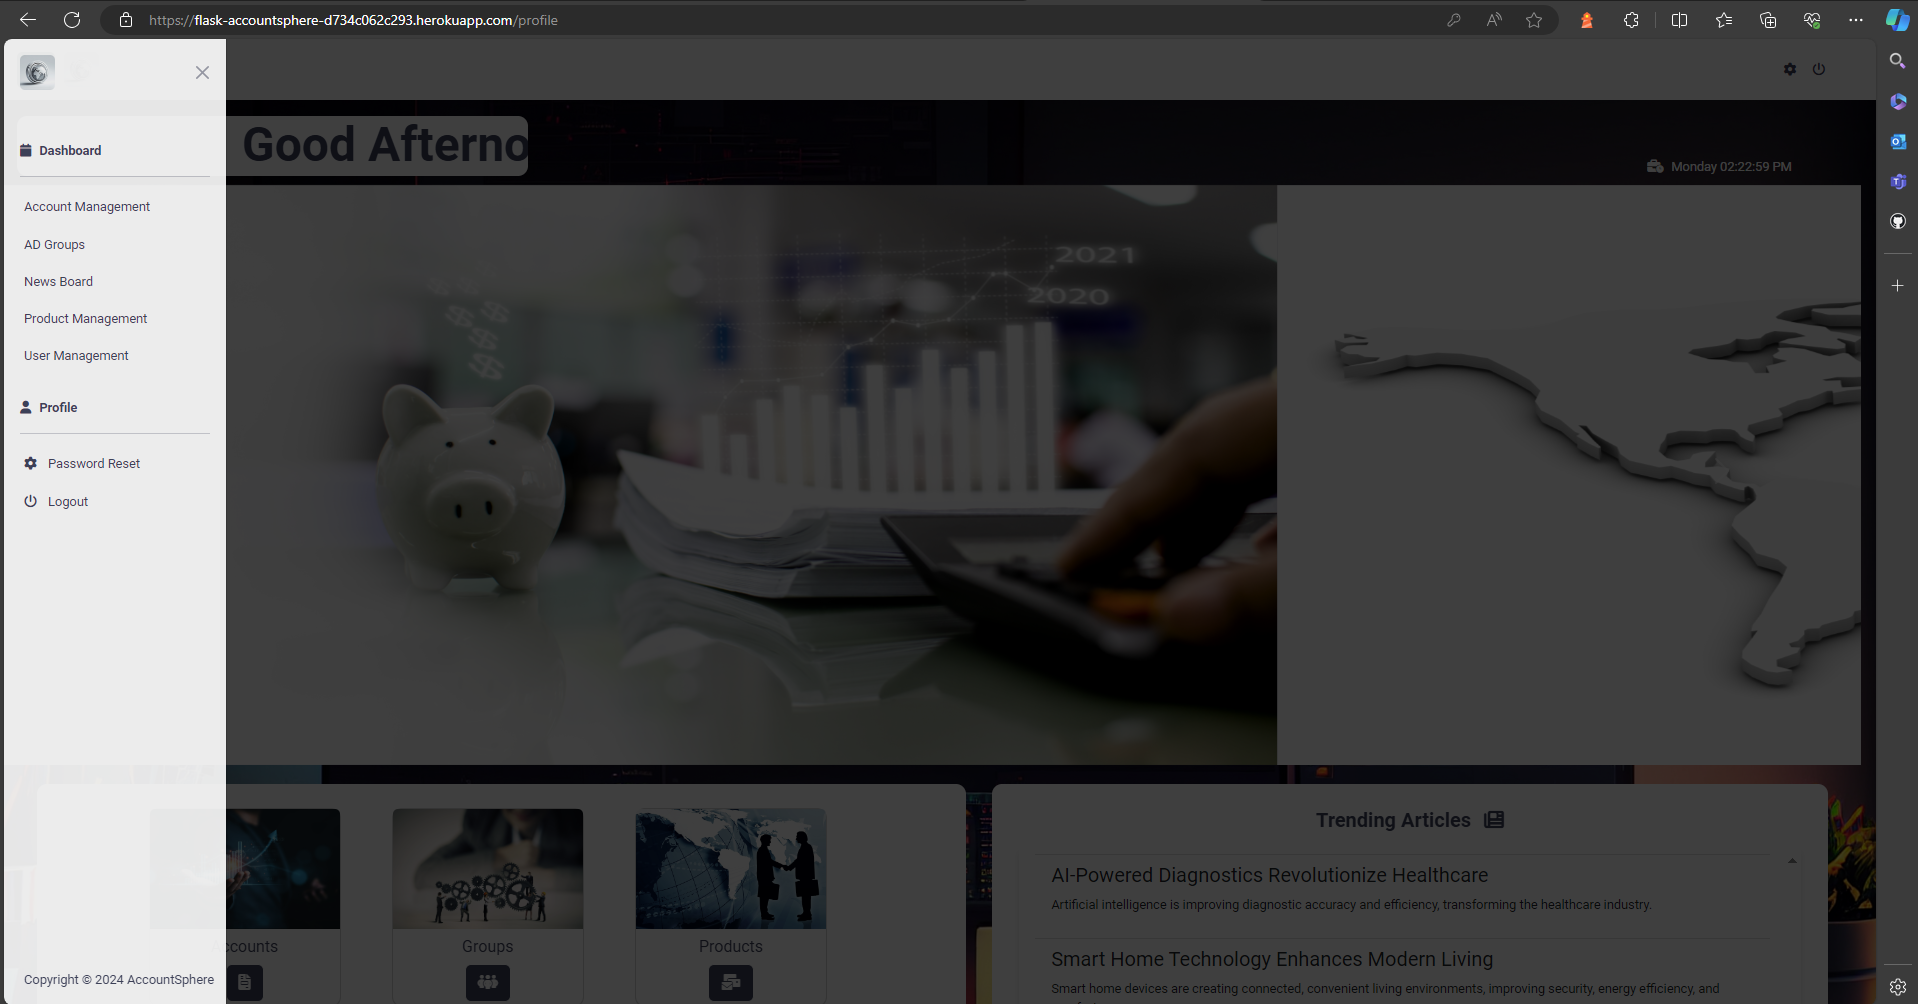 https://flask-accountsphere-d734c062c293.herokuapp.com/profile
Dashboard
Account Management
AD Groups
News Board
Product Management
User Management
Profile
Password Reset
Logout
Copyright © 2024 AccountSphere
Good Afterno
Monday 02:22:59 PM
2021
2020
$
$
$
$
$
ccounts
Groups
Products
Trending Articles
AI-Powered Diagnostics Revolutionize Healthcare
Artificial intelligence is improving diagnostic accuracy and efficiency, transforming the healthcare industry.
Smart Home Technology Enhances Modern Living
Smart home devices are creating connected, convenient living environments, improving security, energy efficiency, and